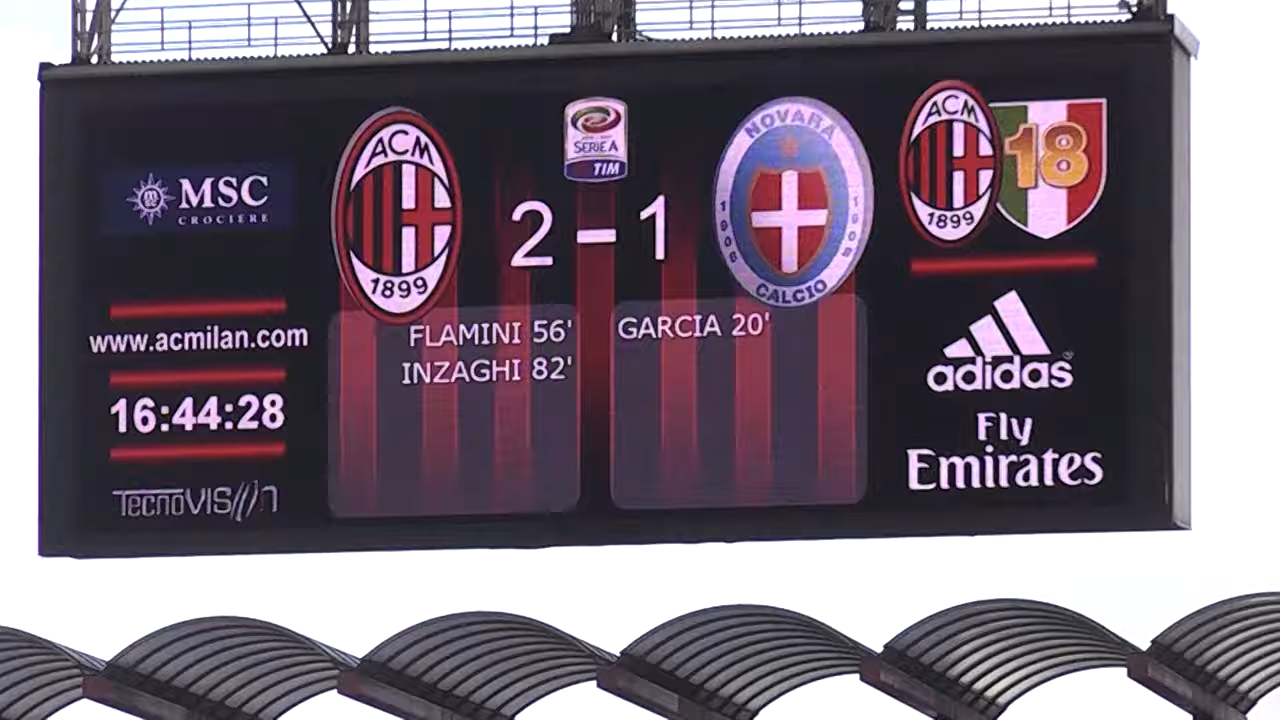 MSC
CROCIERE
www.acmilan.com
16:44:28
TecnoVISION
ACM
1899
SERIE A
TIM
2 - 1
NOVARA
1908
CALCIO
FLAMINI 56'
INZAGHI 82'
GARCIA 20'
ACM
1899
18
adidas
Fly
Emirates